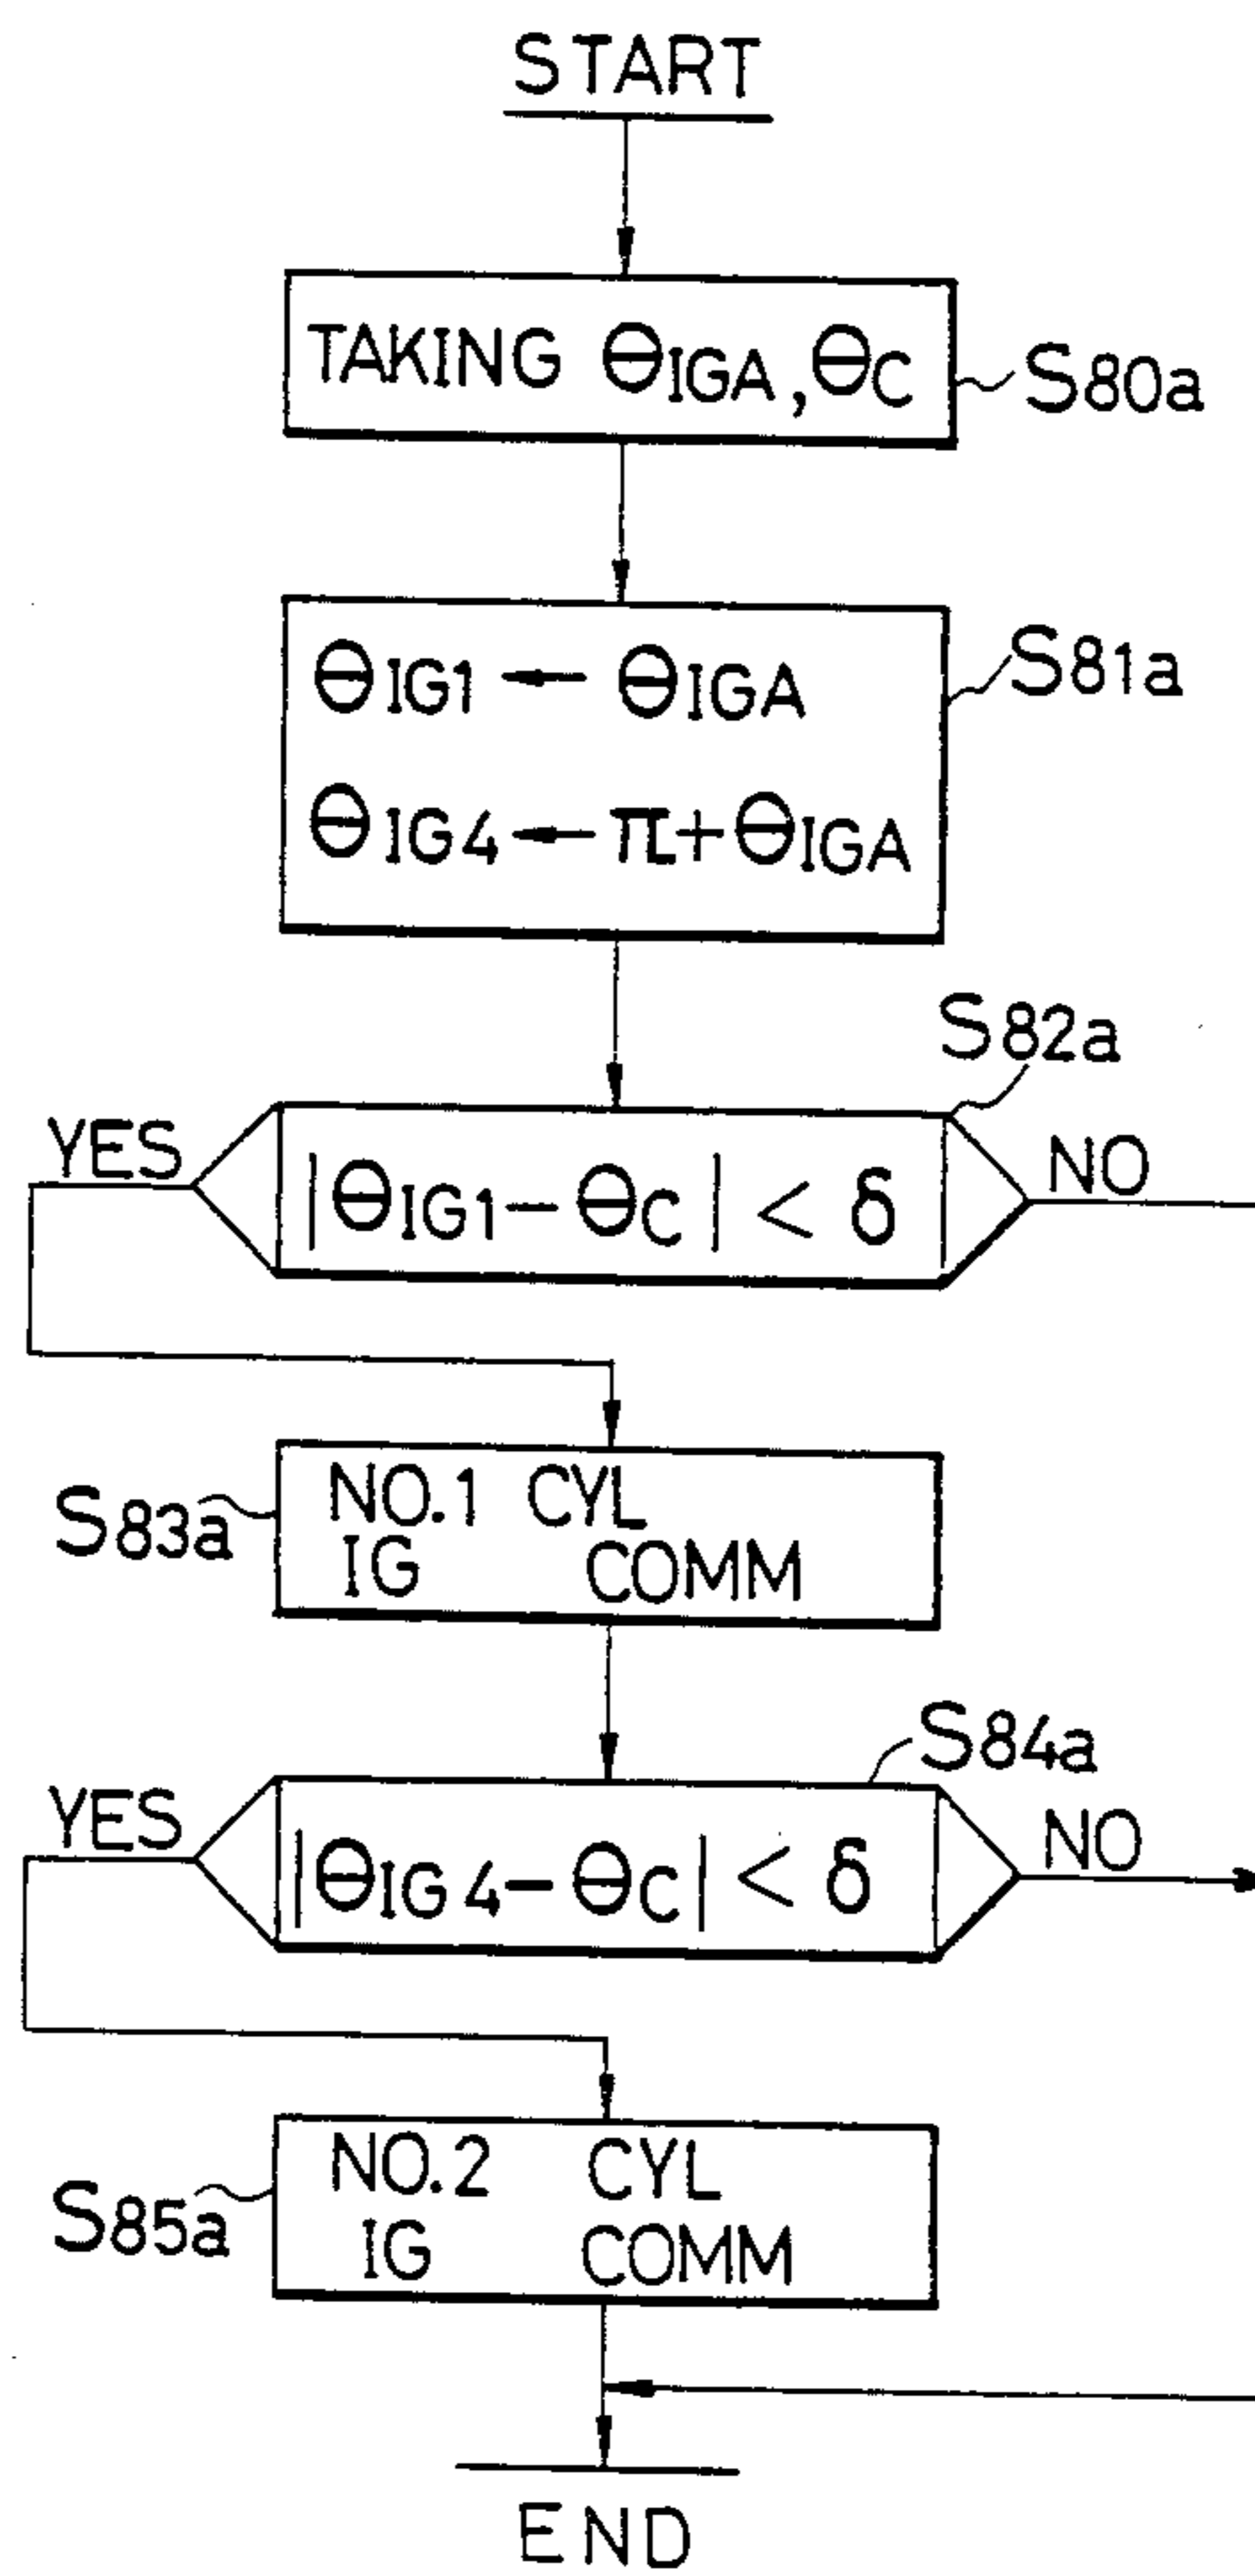 START
TAKING ΘIGA, ΘC
S80a
ΘIG1 ← ΘIGA
S81a
ΘIG4 ← π+ΘIGA
S82a
YES
NO
|ΘIG1-ΘC| < δ
NO.1 CYL
S83a
IG COMM
S84a
YES
NO
|ΘIG4-ΘC| < δ
NO.2 CYL
S85a
IG COMM
END